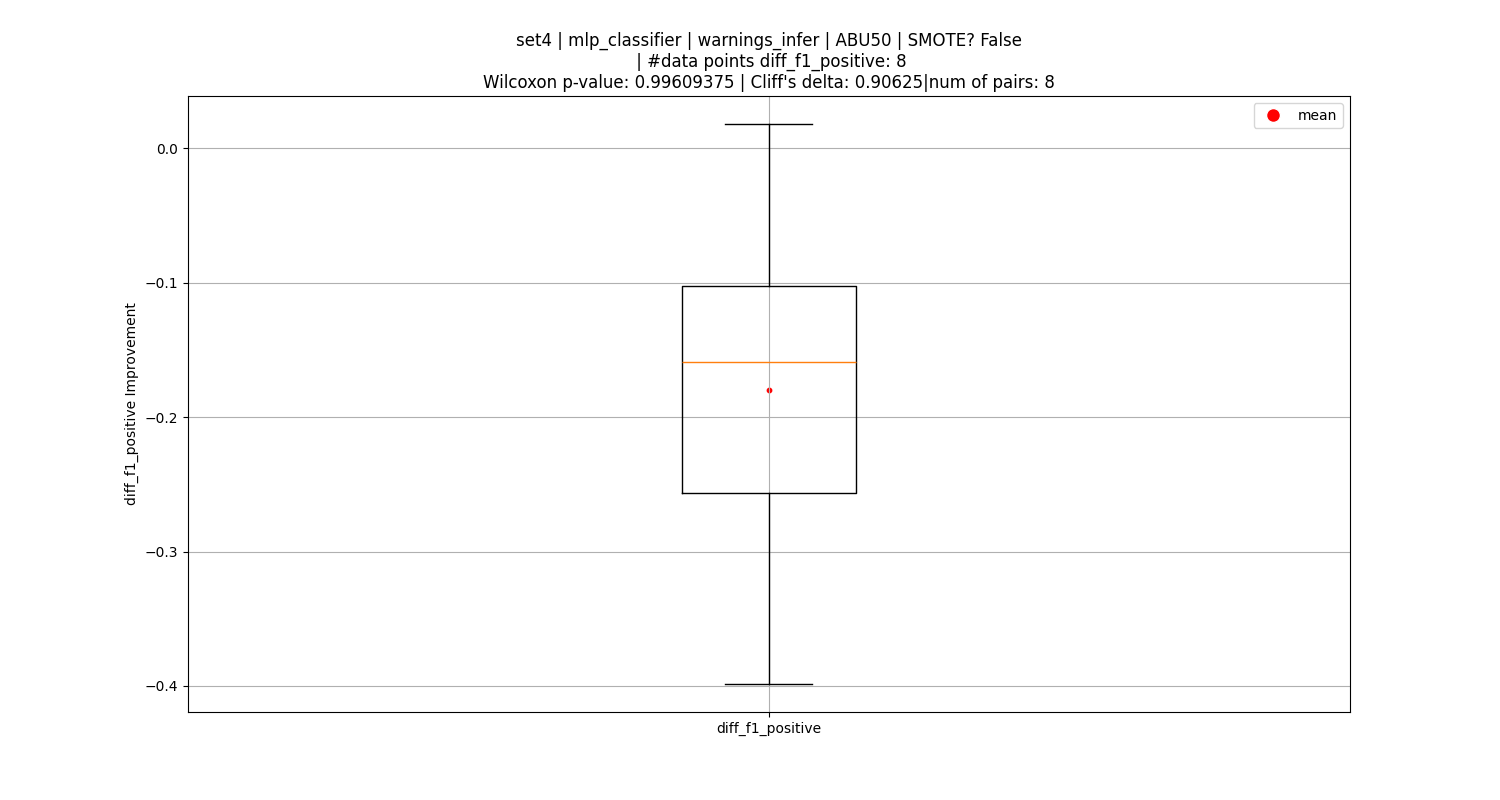 set4 | mlp_classifier | warnings_infer | ABU50 | SMOTE? False
| #data points diff_f1_positive: 8
Wilcoxon p-value: 0.99609375 | Cliff's delta: 0.90625|num of pairs: 8
mean
0.0
−0.1
−0.2
−0.3
−0.4
diff_f1_positive Improvement
diff_f1_positive